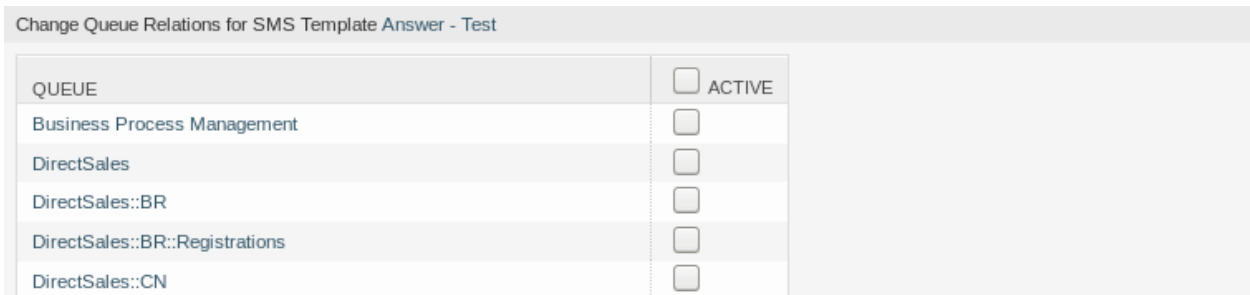 Change Queue Relations for SMS Template Answer - Test
QUEUE ACTIVE
Business Process Management
DirectSales
DirectSales::BR
DirectSales::BR::Registrations
DirectSales::CN